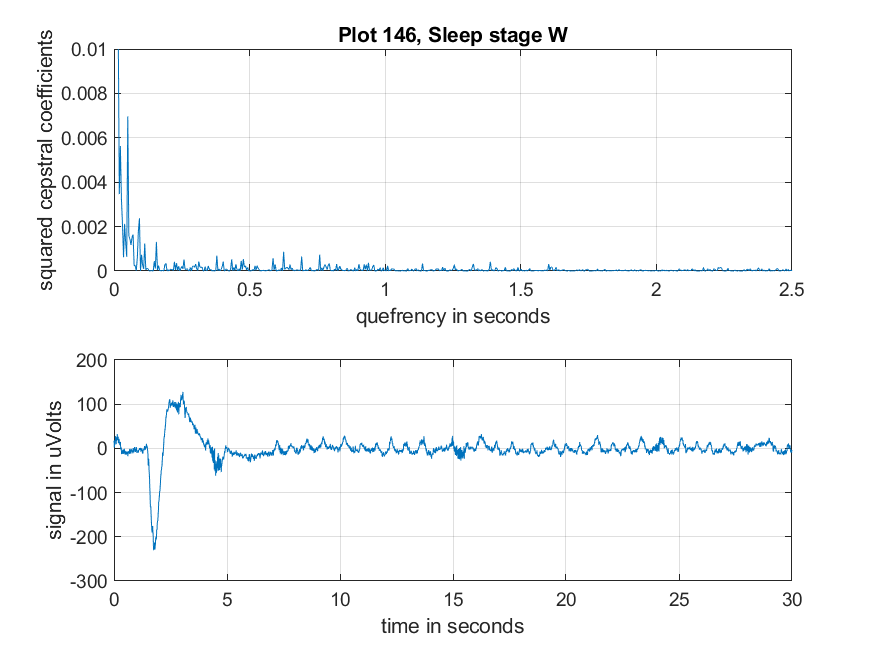 Plot 146, Sleep stage W
squared cepstral coefficients
0.01
0.008
0.006
0.004
0.002
0
0 0.5 1 1.5 2 2.5
quefrency in seconds
signal in uVolts
200
100
0
-100
-200
-300
0 5 10 15 20 25 30
time in seconds